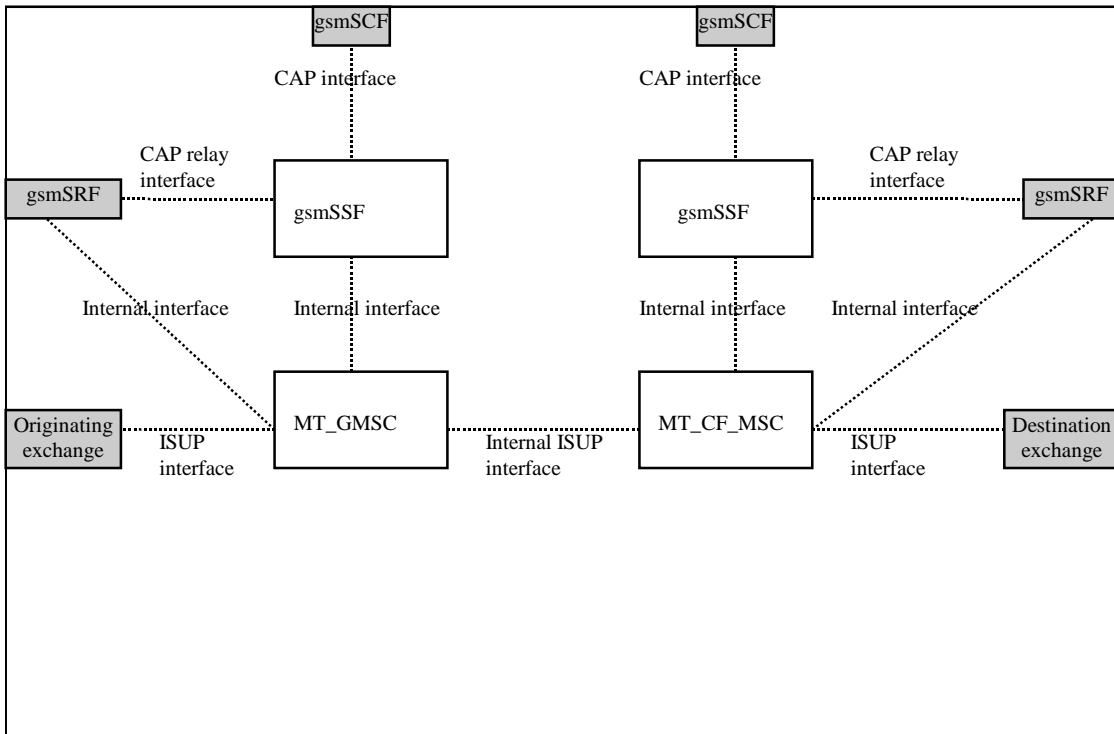 gsmSCF
gsmSCF
CAP interface
CAP interface
CAP relay
interface
CAP relay
interface
gsmSRF
gsmSSF
gsmSSF
gsmSRF
Internal interface
Internal interface
Internal interface
Internal interface
Originating
exchange
ISUP
interface
MT_GMSC
Internal ISUP
interface
MT_CF_MSC
ISUP
interface
Destination
exchange